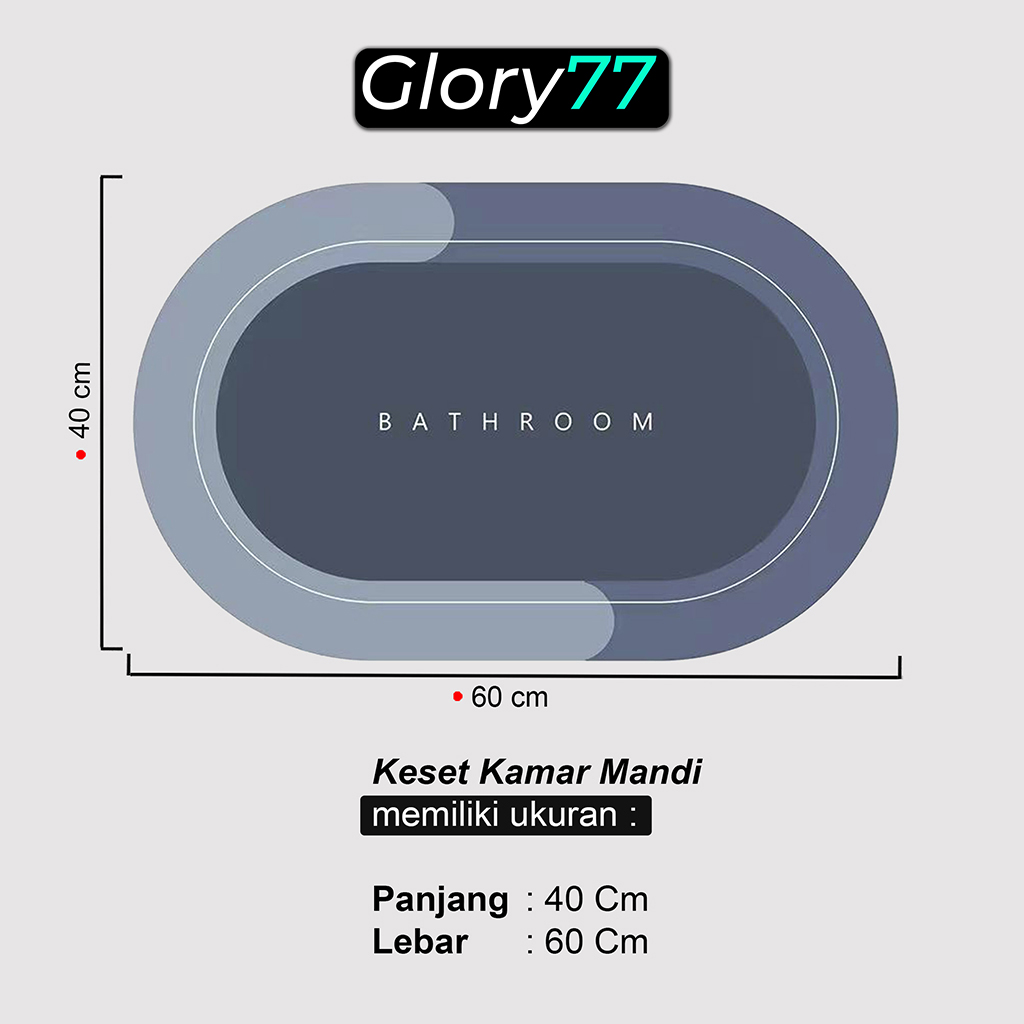 Glory77
• 40 cm
BATHROOM
• 60 cm
Keset Kamar Mandi
memiliki ukuran :
Panjang : 40 Cm
Lebar : 60 Cm